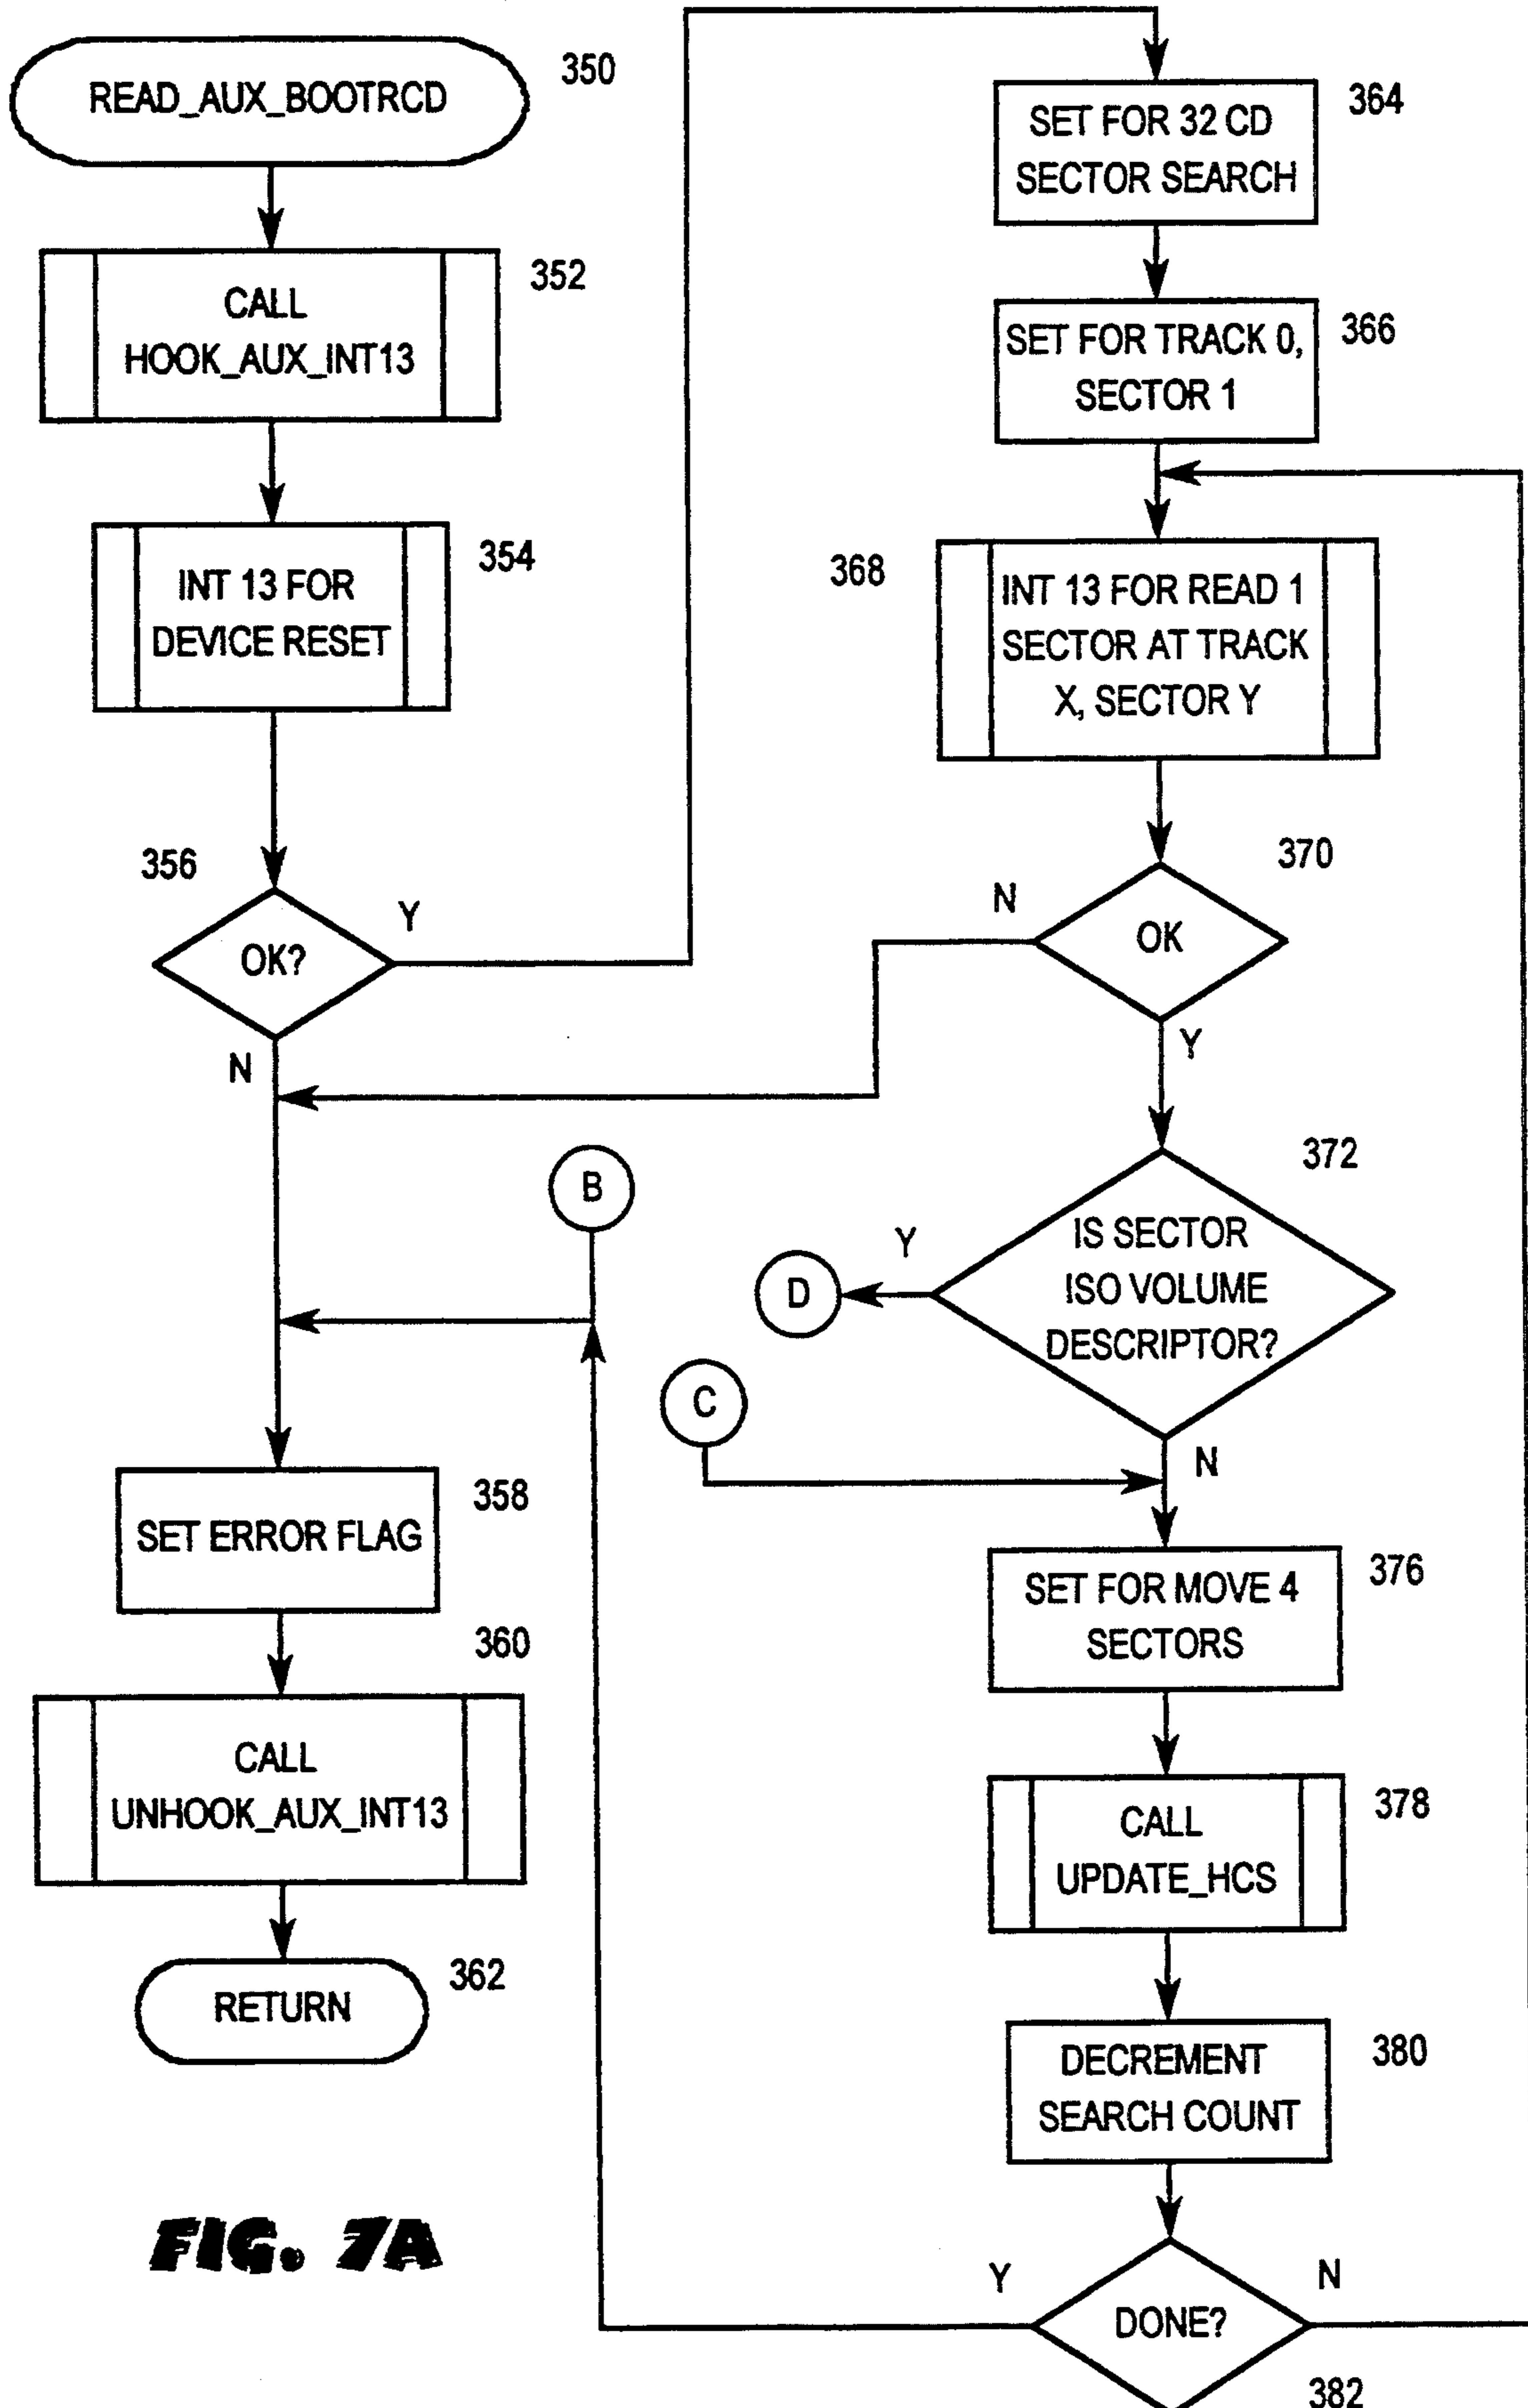 READ_AUX_BOOTRCD
350
CALL
HOOK_AUX_INT13
352
INT 13 FOR
DEVICE RESET
354
356
OK?
Y
N
B
SET ERROR FLAG
358
360
CALL
UNHOOK_AUX_INT13
RETURN
362
SET FOR 32 CD
SECTOR SEARCH
364
SET FOR TRACK 0,
SECTOR 1
366
368
INT 13 FOR READ 1
SECTOR AT TRACK
X, SECTOR Y
370
N
OK
Y
372
IS SECTOR
ISO VOLUME
DESCRIPTOR?
Y
D
C
N
SET FOR MOVE 4
SECTORS
376
CALL
UPDATE_HCS
378
DECREMENT
SEARCH COUNT
380
Y
DONE?
N
382
FIG. 7A